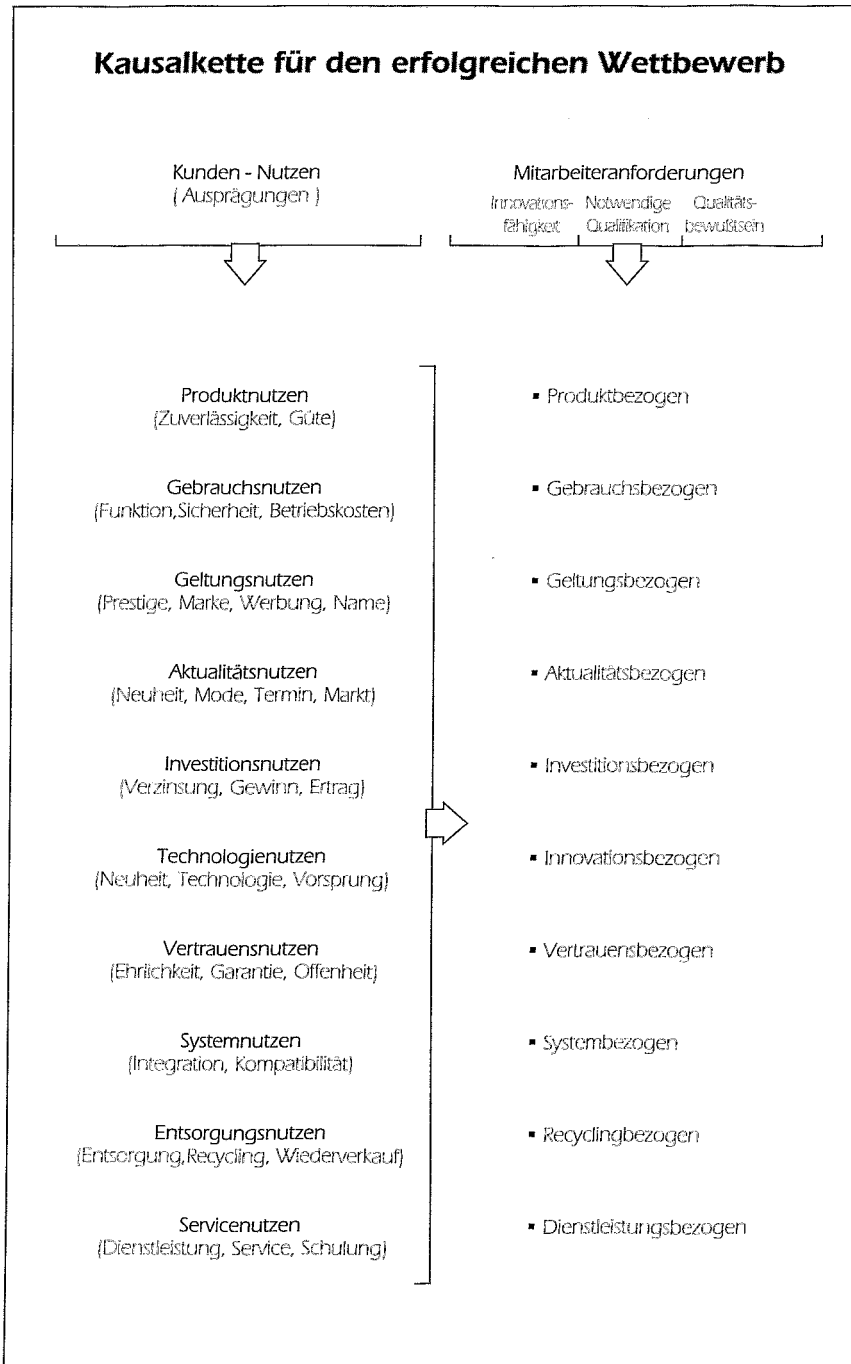 Kausalkette für den erfolgreichen Wettbewerb
Kunden - Nutzen
( Ausprägungen )
Mitarbeiteranforderungen
Innovations-
fähigkeit
Notwendige
Qualifikation
Qualitäts-
bewußtsein
Produktnutzen
(Zuverlässigkeit, Güte)
▪ Produktbezogen
Gebrauchsnutzen
(Funktion,Sicherheit, Betriebskosten)
▪ Gebrauchsbezogen
Geltungsnutzen
(Prestige, Marke, Werbung, Name)
▪ Geltungsbezogen
Aktualitätsnutzen
(Neuheit, Mode, Termin, Markt)
▪ Aktualitätsbezogen
Investitionsnutzen
(Verzinsung, Gewinn, Ertrag)
▪ Investitionsbezogen
Technologienutzen
(Neuheit, Technologie, Vorsprung)
▪ Innovationsbezogen
Vertrauensnutzen
(Ehrlichkeit, Garantie, Offenheit)
▪ Vertrauensbezogen
Systemnutzen
(Integration, Kompatibilität)
▪ Systembezogen
Entsorgungsnutzen
(Entsorgung,Recycling, Wiederverkauf)
▪ Recyclingbezogen
Servicenutzen
(Dienstleistung, Service, Schulung)
▪ Dienstleistungsbezogen